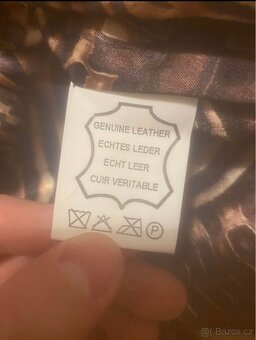 GENUINE LEATHER
ECHTES LEDER
ECHT LEER
CUIR VERITABLE
P
Bazos.cz